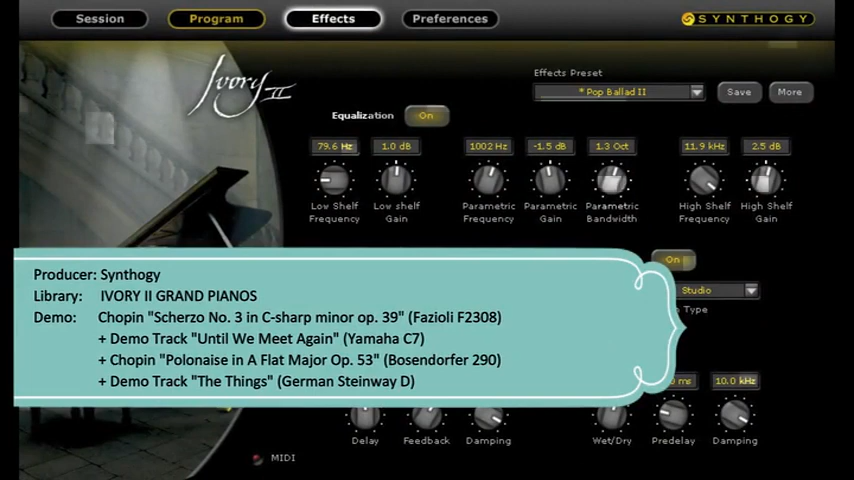 Session Program Effects Preferences SYNTHOGY
Ivory II
Effects Preset
* Pop Ballad II Save More
Equalization On
79.6 Hz 1.0 dB 1002 Hz -1.5 dB 1.3 Oct 11.9 kHz 2.5 dB
Low Shelf Low shelf Parametric Parametric Parametric High Shelf High Shelf
Frequency Gain Frequency Gain Bandwidth Frequency Gain
On
Producer: Synthogy
Studio
Library: IVORY II GRAND PIANOS
Type
Demo: Chopin "Scherzo No. 3 in C-sharp minor op. 39" (Fazioli F2308)
+ Demo Track "Until We Meet Again" (Yamaha C7)
+ Chopin "Polonaise in A Flat Major Op. 53" (Bosendorfer 290)
+ Demo Track "The Things" (German Steinway D)
ms 10.0 kHz
Delay Feedback Damping Wet/Dry Predelay Damping
MIDI